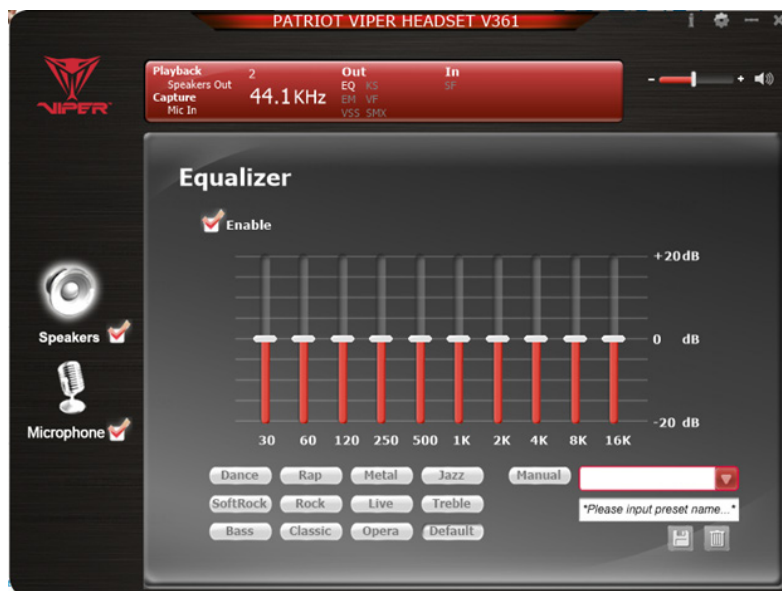 PATRIOT VIPER HEADSET V361
VIPER
Playback 2 Out In
Speakers Out EQ KS SF
Capture 44.1KHz EM VF
Mic In VSS SMX
- +
Equalizer
Enable
+20dB
0 dB
-20 dB
30 60 120 250 500 1K 2K 4K 8K 16K
Speakers
Microphone
Dance Rap Metal Jazz Manual
SoftRock Rock Live Treble
*Please input preset name...*
Bass Classic Opera Default